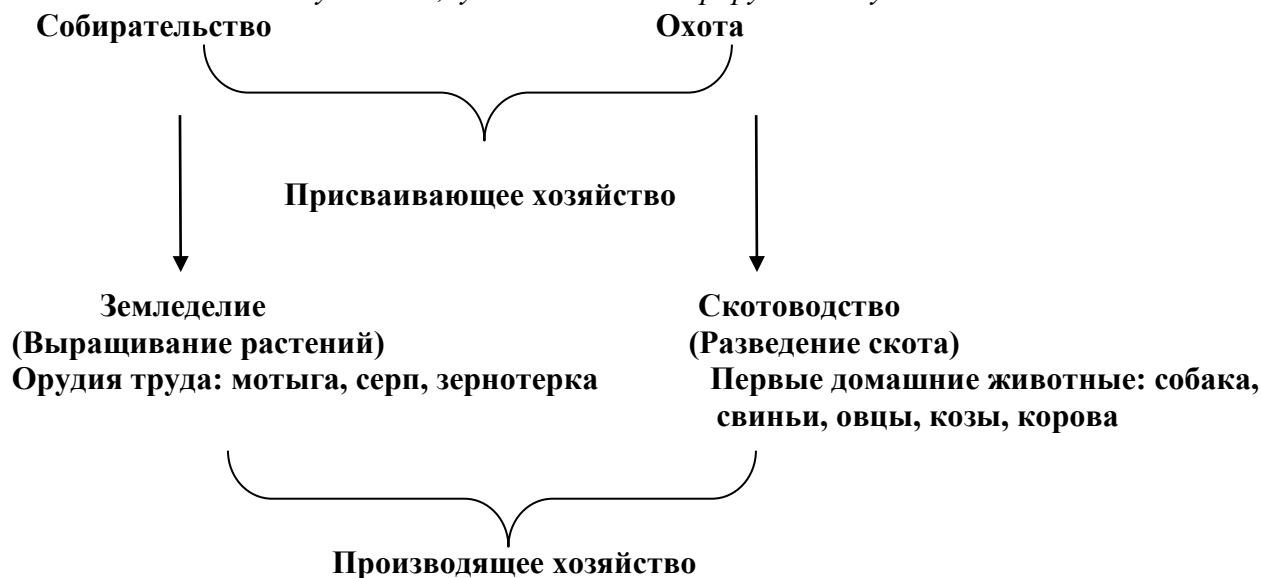 Собирательство Охота
Присваивающее хозяйство
Земледелие Скотоводство
(Выращивание растений) (Разведение скота)
Орудия труда: мотыга, серп, зернотерка Первые домашние животные: собака,
свиньи, овцы, козы, корова
Производящее хозяйство